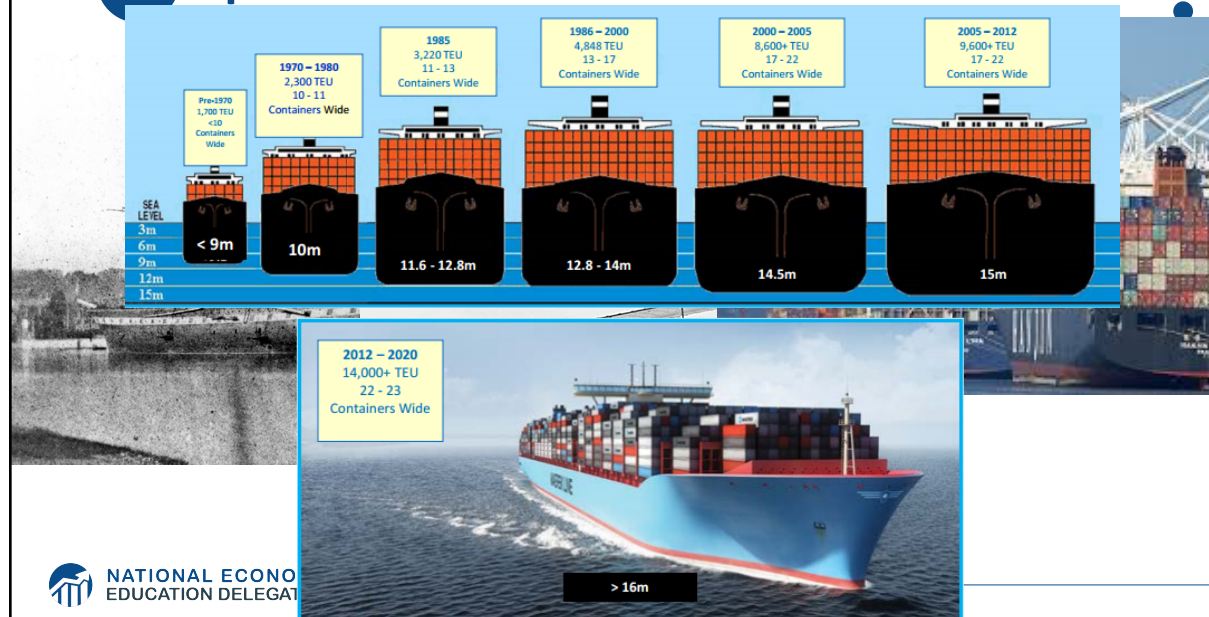 Pre-1970
1,700 TEU
<10
Containers
Wide
1970 – 1980
2,300 TEU
10 - 11
Containers Wide
1985
3,220 TEU
11 - 13
Containers Wide
1986 – 2000
4,848 TEU
13 - 17
Containers Wide
2000 – 2005
8,600+ TEU
17 - 22
Containers Wide
2005 – 2012
9,600+ TEU
17 - 22
Containers Wide
SEA
LEVEL
3m
6m
9m
12m
15m
< 9m
10m
11.6 - 12.8m
12.8 - 14m
14.5m
15m
2012 – 2020
14,000+ TEU
22 - 23
Containers Wide
MAERSK LINE
> 16m
NATIONAL ECONO
EDUCATION DELEGAT